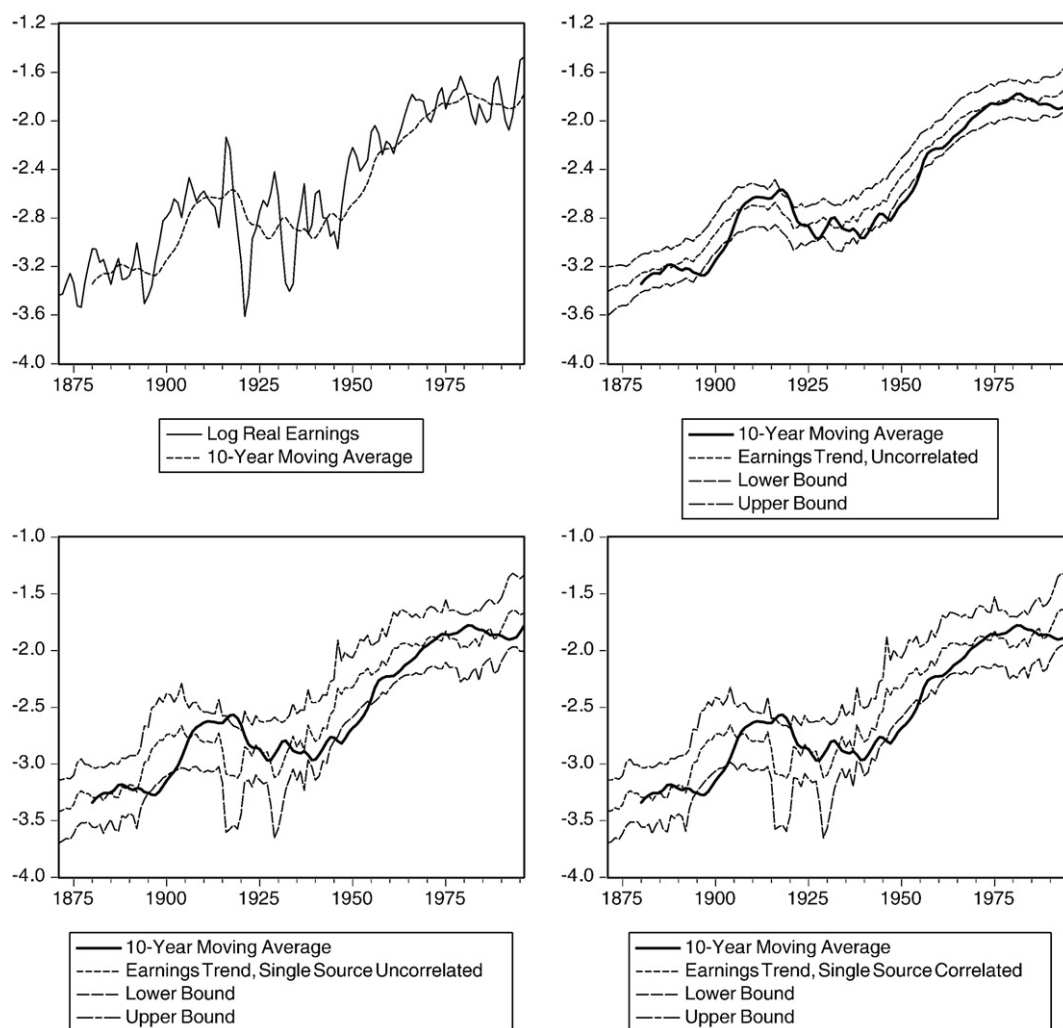 -1.2
-1.6
-2.0
-2.4
-2.8
-3.2
-3.6
-4.0
1875 1900 1925 1950 1975
Log Real Earnings
10-Year Moving Average
-1.2
-1.6
-2.0
-2.4
-2.8
-3.2
-3.6
-4.0
1875 1900 1925 1950 1975
10-Year Moving Average
Earnings Trend, Uncorrelated
Lower Bound
Upper Bound
-1.0
-1.5
-2.0
-2.5
-3.0
-3.5
-4.0
1875 1900 1925 1950 1975
10-Year Moving Average
Earnings Trend, Single Source Uncorrelated
Lower Bound
Upper Bound
-1.0
-1.5
-2.0
-2.5
-3.0
-3.5
-4.0
1875 1900 1925 1950 1975
10-Year Moving Average
Earnings Trend, Single Source Correlated
Lower Bound
Upper Bound